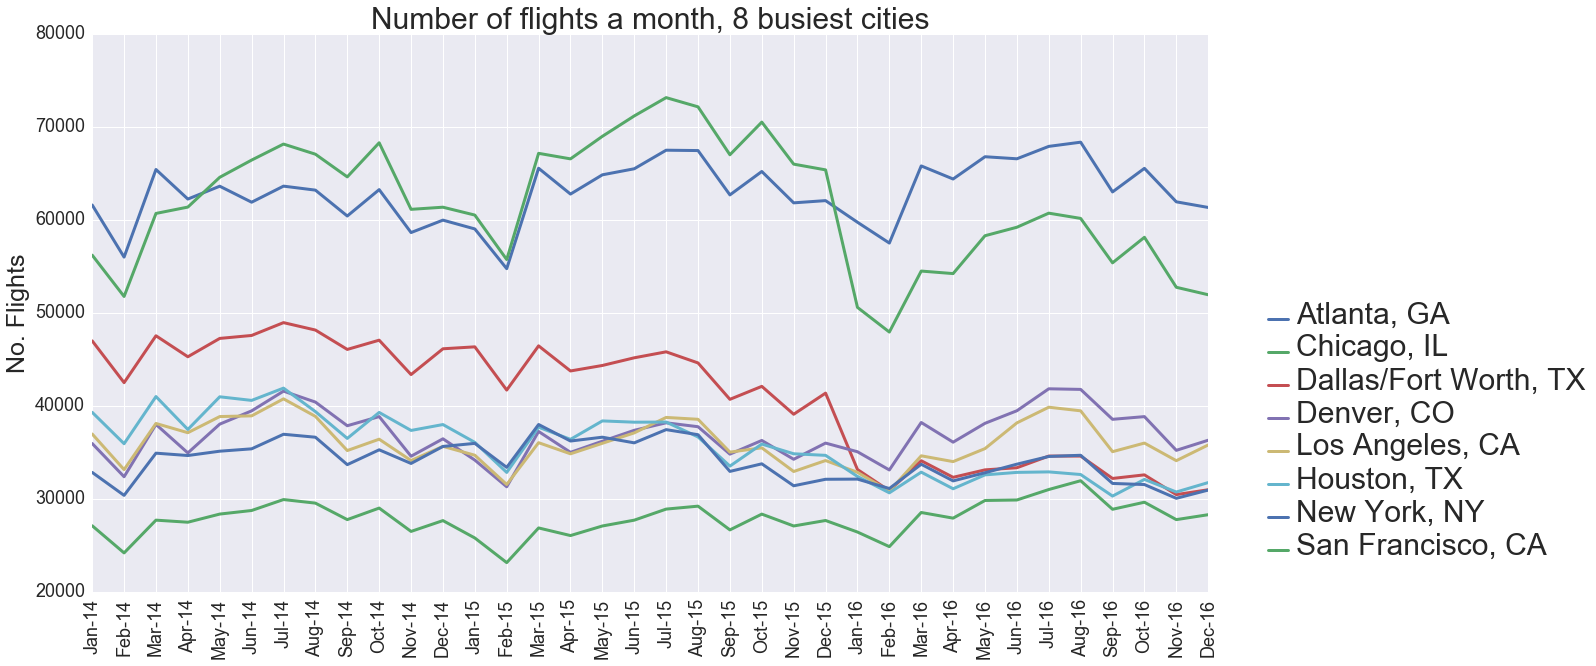 Number of flights a month, 8 busiest cities
No. Flights
80000
70000
60000
50000
40000
30000
20000
Jan-14
Feb-14
Mar-14
Apr-14
May-14
Jun-14
Jul-14
Aug-14
Sep-14
Oct-14
Nov-14
Dec-14
Jan-15
Feb-15
Mar-15
Apr-15
May-15
Jun-15
Jul-15
Aug-15
Sep-15
Oct-15
Nov-15
Dec-15
Jan-16
Feb-16
Mar-16
Apr-16
May-16
Jun-16
Jul-16
Aug-16
Sep-16
Oct-16
Nov-16
Dec-16
Atlanta, GA
Chicago, IL
Dallas/Fort Worth, TX
Denver, CO
Los Angeles, CA
Houston, TX
New York, NY
San Francisco, CA